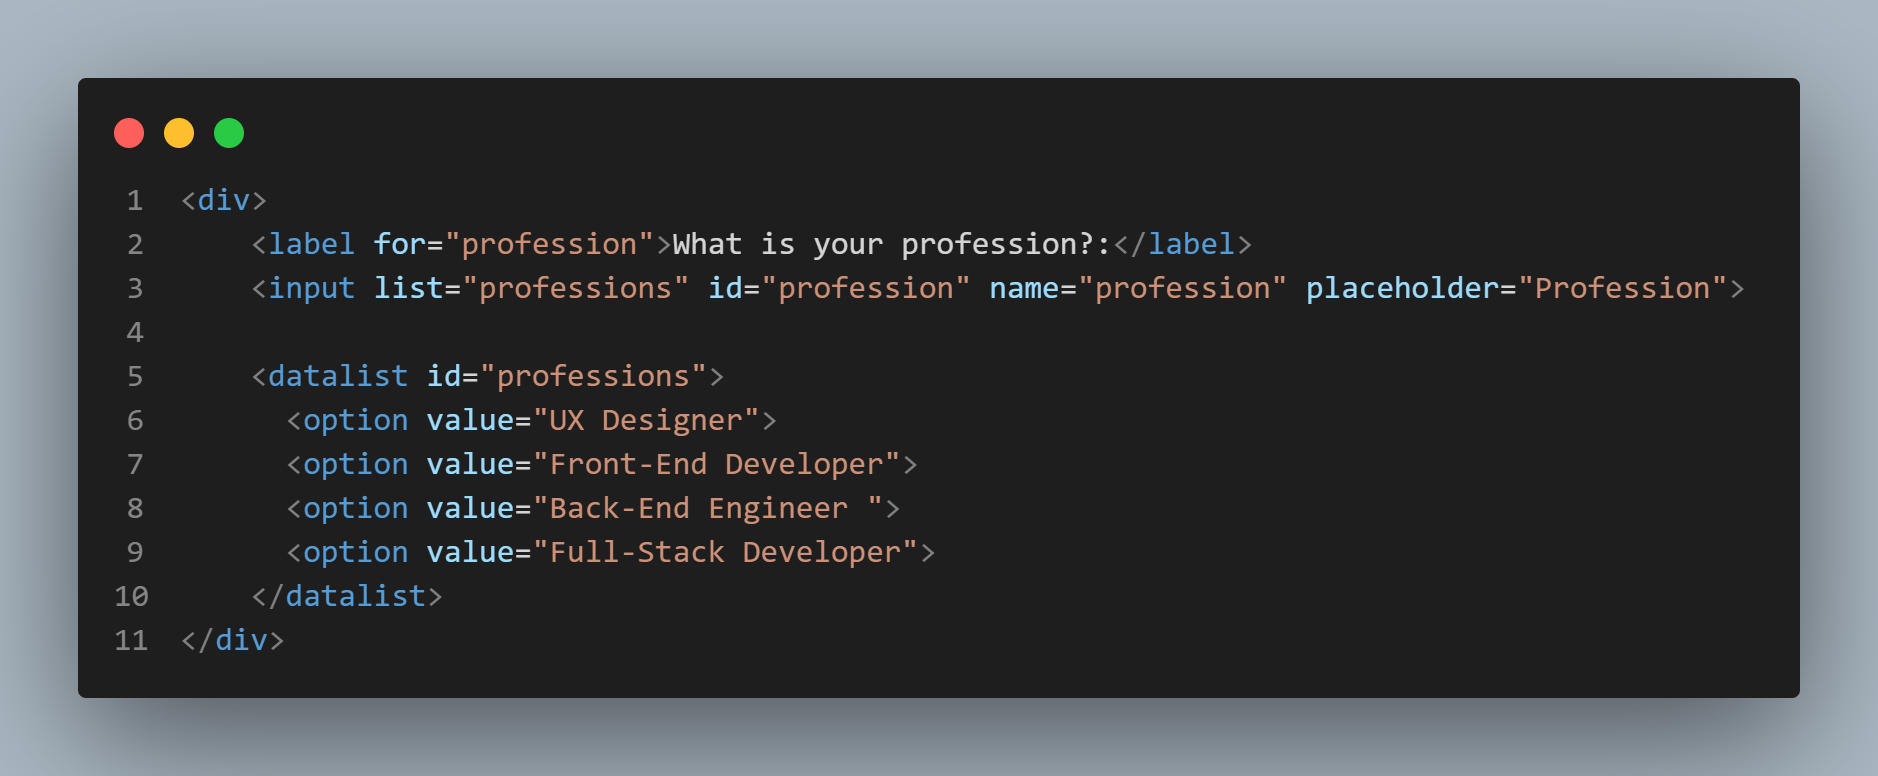 1 <div>
2     <label for="profession">What is your profession?:</label>
3     <input list="professions" id="profession" name="profession" placeholder="Profession">
4
5     <datalist id="professions">
6       <option value="UX Designer">
7       <option value="Front-End Developer">
8       <option value="Back-End Engineer ">
9       <option value="Full-Stack Developer">
10     </datalist>
11 </div>